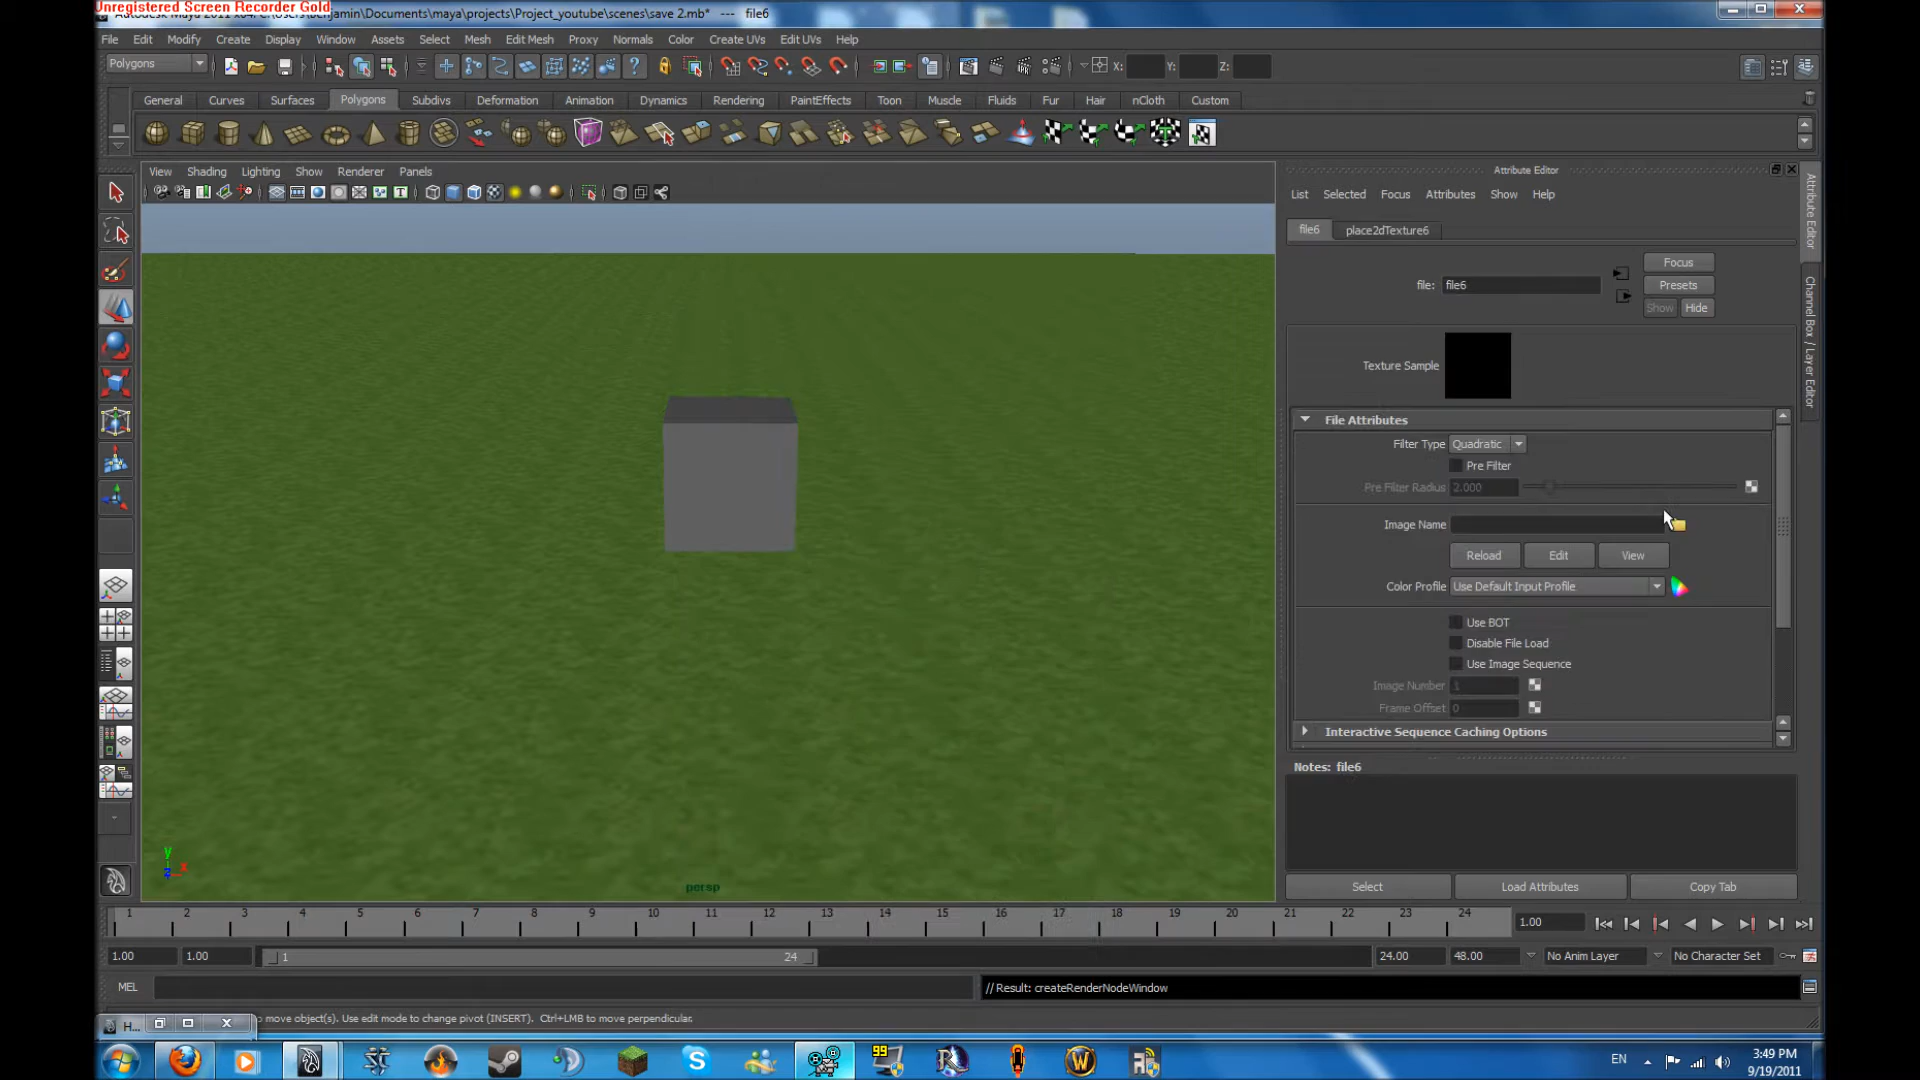 Unregistered Screen Recorder Gold
\Documents\maya\projects\Project_youtube\scenes\save 2.mb* --- file6
File Edit Modify Create Display Window Assets Select Mesh Edit Mesh Proxy Normals Color Create UVs Edit UVs Help
Polygons X: Y: Z:
General Curves Surfaces Polygons Subdivs Deformation Animation Dynamics Rendering PaintEffects Toon Muscle Fluids Fur Hair nCloth Custom
View Shading Lighting Show Renderer Panels
Attribute Editor
List Selected Focus Attributes Show Help
file6 place2dTexture6
Focus
file: file6 Presets
Show Hide
Texture Sample
File Attributes
Filter Type Quadratic
Pre Filter
Pre Filter Radius 2.000
Image Name
Reload Edit View
Color Profile Use Default Input Profile
Use BOT
Disable File Load
Use Image Sequence
Image Number 1
Frame Offset 0
Interactive Sequence Caching Options
Notes: file6
Select Load Attributes Copy Tab
Attribute Editor
Channel Box / Layer Editor
y
x
z
persp
1 2 3 4 5 6 7 8 9 10 11 12 13 14 15 16 17 18 19 20 21 22 23 24 1.00
1.00 1.00 1 24 24.00 48.00 No Anim Layer No Character Set
MEL // Result: createRenderNodeWindow
H... to move object(s). Use edit mode to change pivot (INSERT). Ctrl+LMB to move perpendicular.
99
EN 3:49 PM
9/19/2011